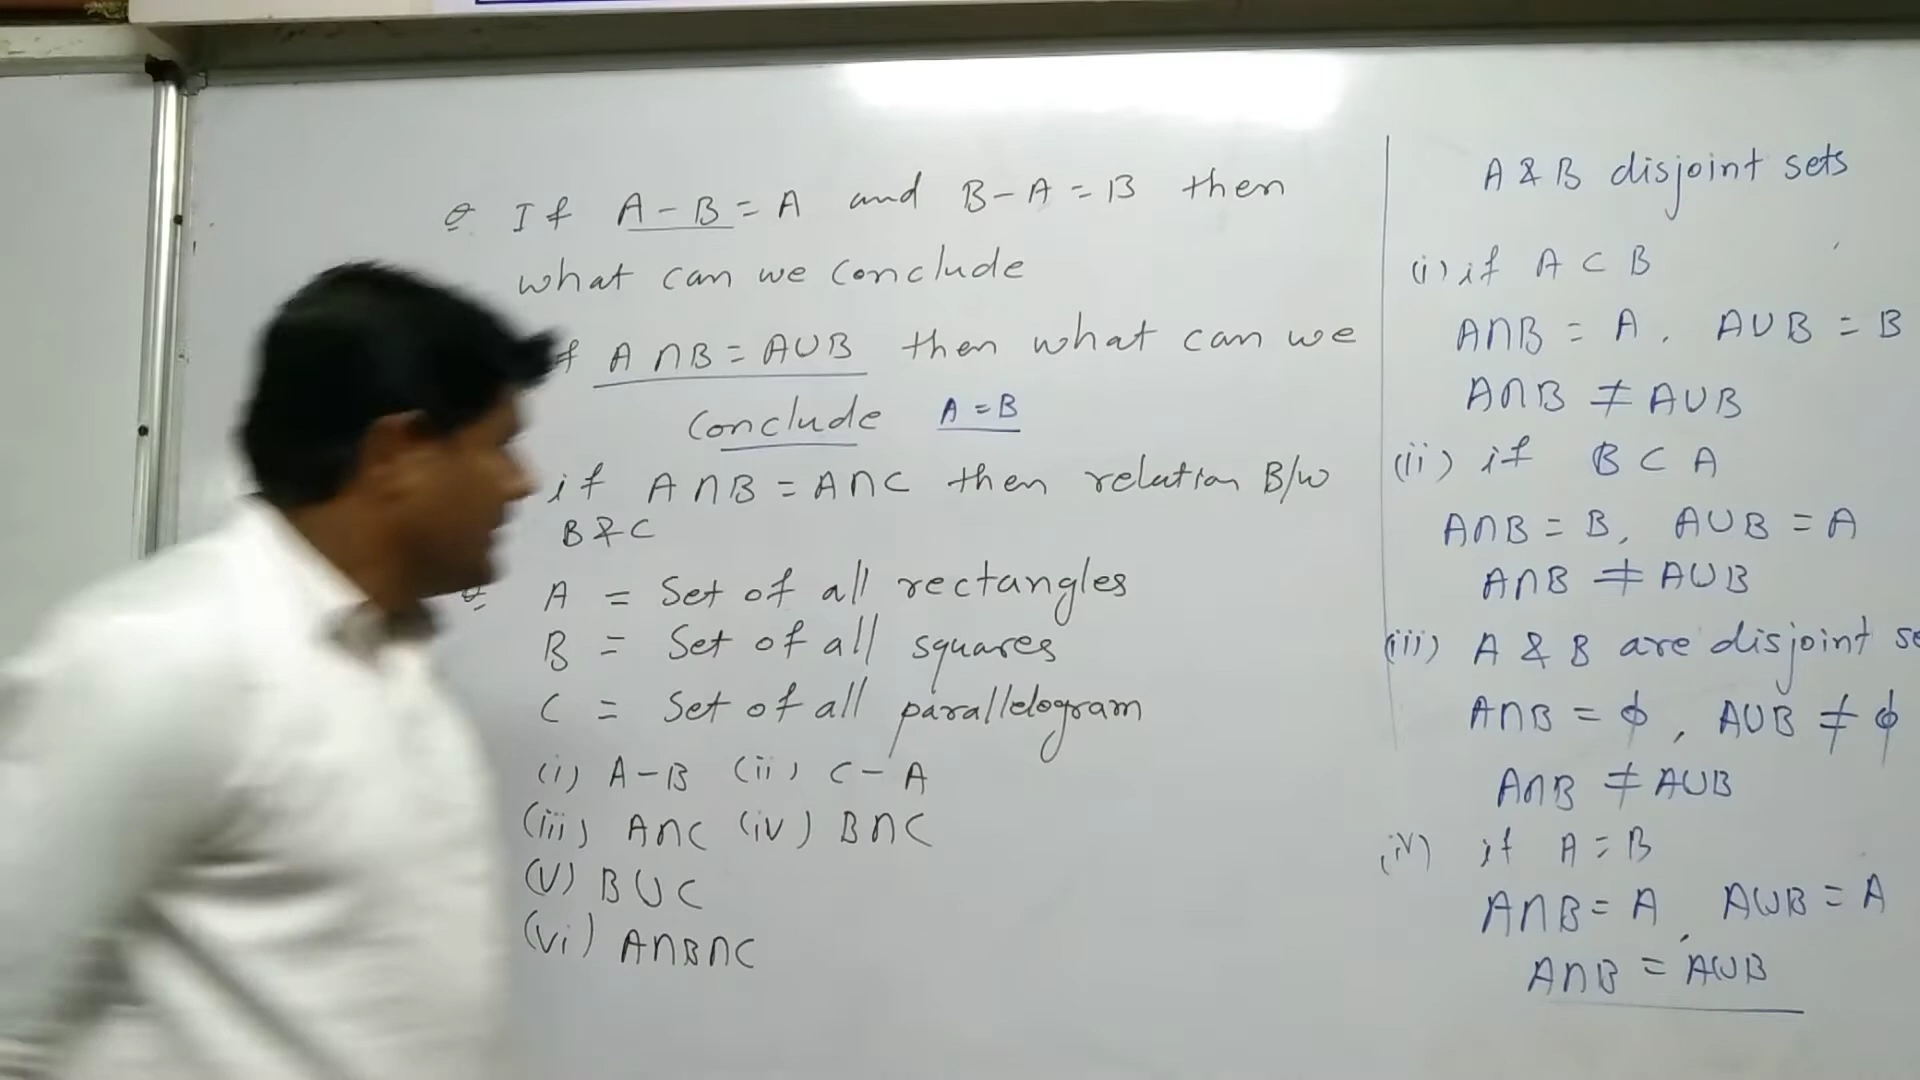 Q If A - B = A and B - A = B then
what can we conclude
A ∩ B = A ∪ B then what can we
conclude A = B
if A ∩ B = A ∩ C then relation B/w
B & C
A = Set of all rectangles
B = Set of all squares
C = Set of all parallelogram
(i) A - B (ii) C - A
(iii) A ∩ C (iv) B ∩ C
(v) B ∪ C
(vi) A ∩ B ∩ C
A & B disjoint sets
(i) if A ⊂ B
A ∩ B = A , A ∪ B = B
A ∩ B ≠ A ∪ B
(ii) if B ⊂ A
A ∩ B = B, A ∪ B = A
A ∩ B ≠ A ∪ B
(iii) A & B are disjoint se
A ∩ B = ϕ , A ∪ B ≠ ϕ
A ∩ B ≠ A ∪ B
(iv) if A = B
A ∩ B = A , A ∪ B = A
A ∩ B = A ∪ B